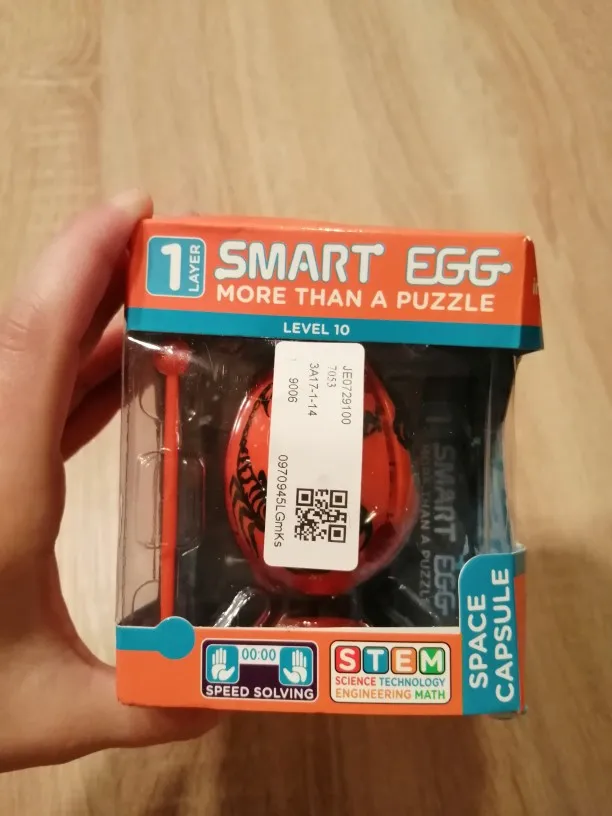 1
LAYER
SMART EGG
MORE THAN A PUZZLE
LEVEL 10
JE0729100
7053
3A17-1-14
9006
0970945LGmKs
SMART EGG
MORE THAN A PUZZLE
SPACE
CAPSULE
00:00
SPEED SOLVING
STEM
SCIENCE TECHNOLOGY
ENGINEERING MATH